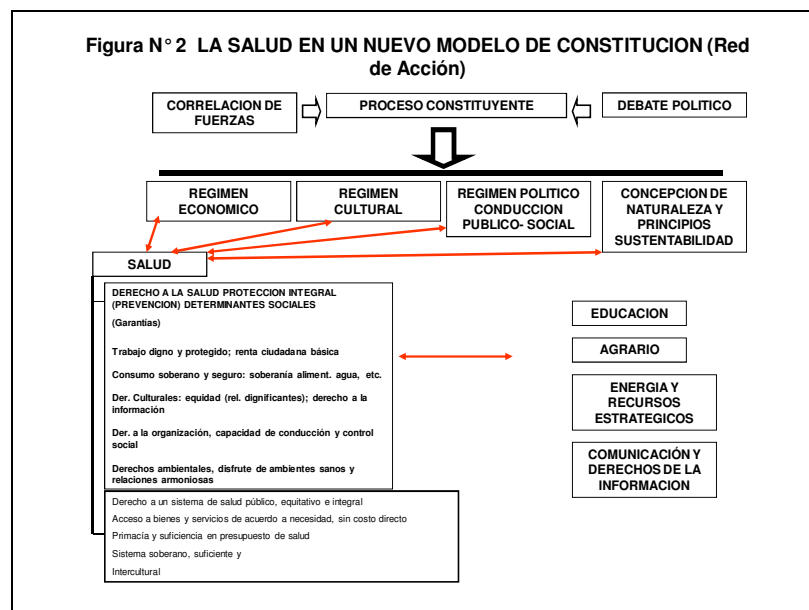 Figura N° 2 LA SALUD EN UN NUEVO MODELO DE CONSTITUCION (Red
de Acción)
CORRELACION DE
FUERZAS
PROCESO CONSTITUYENTE
DEBATE POLITICO
REGIMEN
ECONOMICO
REGIMEN
CULTURAL
REGIMEN POLITICO
CONDUCCION
PUBLICO- SOCIAL
CONCEPCION DE
NATURALEZA Y
PRINCIPIOS
SUSTENTABILIDAD
SALUD
DERECHO A LA SALUD PROTECCION INTEGRAL
(PREVENCION) DETERMINANTES SOCIALES
(Garantías)
Trabajo digno y protegido; renta ciudadana básica
Consumo soberano y seguro: soberanía aliment. agua, etc.
Der. Culturales: equidad (rel. dignificantes); derecho a la
información
Der. a la organización, capacidad de conducción y control
social
Derechos ambientales, disfrute de ambientes sanos y
relaciones armoniosas
Derecho a un sistema de salud público, equitativo e integral
Acceso a bienes y servicios de acuerdo a necesidad, sin costo directo
Primacía y suficiencia en presupuesto de salud
Sistema soberano, suficiente y
Intercultural
EDUCACION
AGRARIO
ENERGIA Y
RECURSOS
ESTRATEGICOS
COMUNICACIÓN Y
DERECHOS DE LA
INFORMACION